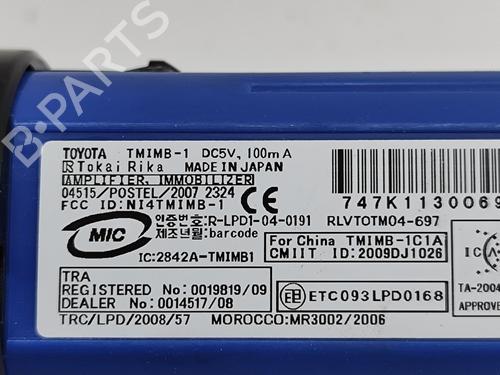 B-PARTS
TOYOTA TMIMB-1 DC5V, 100mA
Tokai Rika MADE IN JAPAN
AMPLIFIER, IMMOBILIZER
04515/POSTEL/2007 2324
FCC ID:NI4TMIMB-1
CE
747K1130069
MIC
인증번호:R-LPD1-04-0191 RLVTOTM04-697
제조년월:barcode
For China TMIMB-1C1A
CMIIT ID:2009DJ1026
IC:2842A-TMIMB1
TRA
REGISTERED No:0019819/09
DEALER No:0014517/08
ETC093LPD0168
TA-2004
APPROVE
TRC/LPD/2008/57 MOROCCO:MR3002/2006